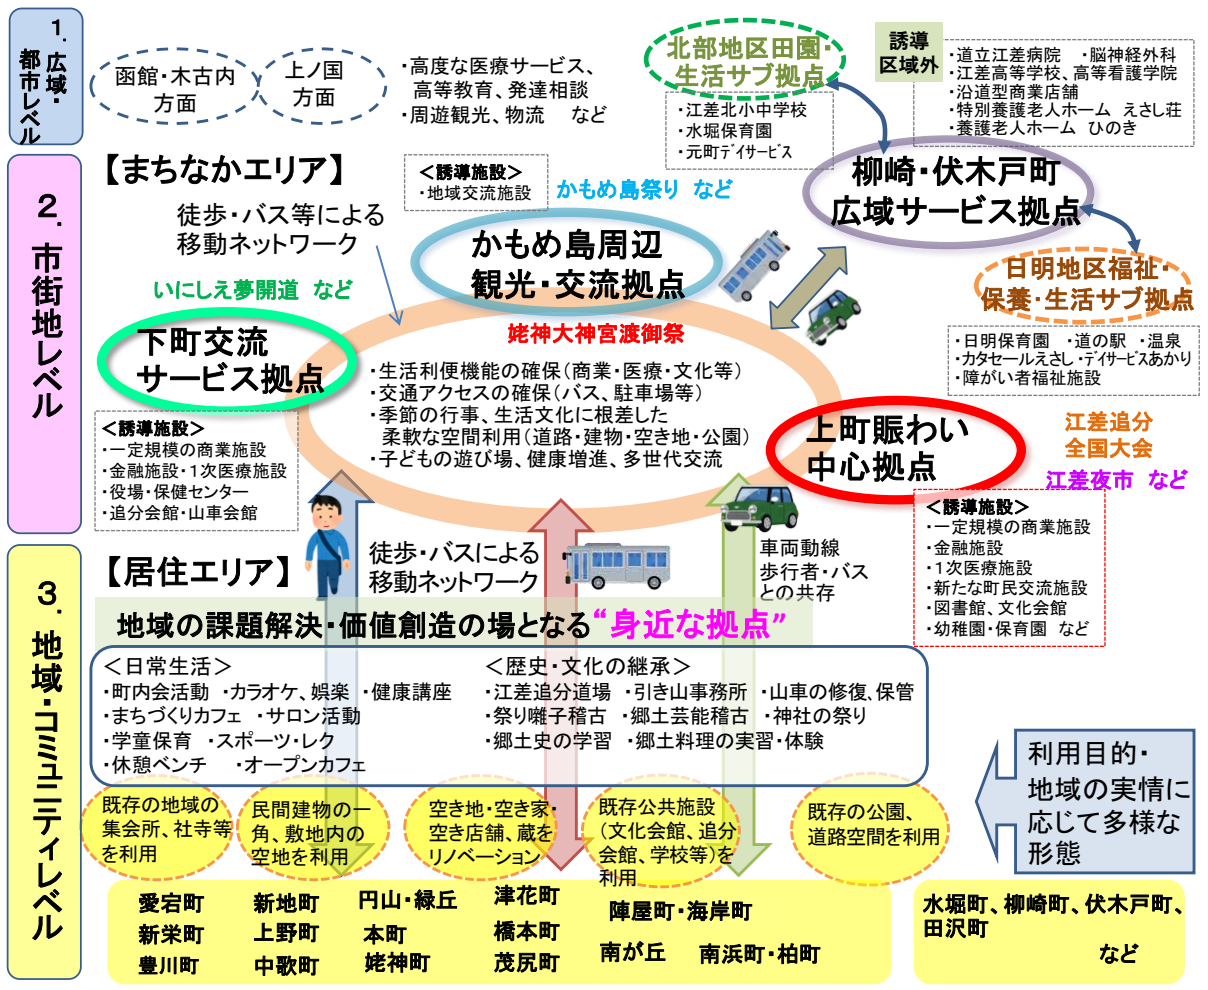 1．広域・
都市レベル
函館・木古内
方面
上ノ国
方面
・高度な医療サービス、
高等教育、発達相談
・周遊観光、物流　など
北部地区田園・
生活サブ拠点
・江差北小中学校
・水堀保育園
・元町ﾃﾞｲｻｰﾋﾞｽ
誘導
区域外
・道立江差病院　・脳神経外科
・江差高等学校、高等看護学院
・沿道型商業店舗
・特別養護老人ホーム　えさし荘
・養護老人ホーム　ひのき
2．市街地レベル
【まちなかエリア】
＜誘導施設＞
・地域交流施設
かもめ島祭り　など
柳崎・伏木戸町
広域サービス拠点
徒歩・バス等による
移動ネットワーク
かもめ島周辺
観光・交流拠点
日明地区福祉・
保養・生活サブ拠点
・日明保育園　・道の駅　・温泉
・カタセールえさし・ﾃﾞｲｻｰﾋﾞｽあかり
・障がい者福祉施設
いにしえ夢開道　など
下町交流
サービス拠点
姥神大神宮渡御祭
・生活利便機能の確保（商業・医療・文化等）
・交通アクセスの確保（バス、駐車場等）
・季節の行事、生活文化に根差した
柔軟な空間利用（道路・建物・空き地・公園）
・子どもの遊び場、健康増進、多世代交流
＜誘導施設＞
・一定規模の商業施設
・金融施設・１次医療施設
・役場・保健センター
・追分会館・山車会館
上町賑わい
中心拠点
江差追分
全国大会
江差夜市　など
＜誘導施設＞
・一定規模の商業施設
・金融施設
・１次医療施設
・新たな町民交流施設
・図書館、文化会館
・幼稚園・保育園　など
3．地域・コミュニティレベル
【居住エリア】
徒歩・バスによる
移動ネットワーク
車両動線
歩行者・バス
との共存
地域の課題解決・価値創造の場となる“身近な拠点”
＜日常生活＞
・町内会活動　・カラオケ、娯楽　・健康講座
・まちづくりカフェ　・サロン活動
・学童保育　・スポーツ・レク
・休憩ベンチ　・オープンカフェ
＜歴史・文化の継承＞
・江差追分道場　・引き山事務所　・山車の修復、保管
・祭り囃子稽古　・郷土芸能稽古　・神社の祭り
・郷土史の学習　・郷土料理の実習・体験
既存の地域の
集会所、社寺等
を利用
民間建物の一
角、敷地内の
空地を利用
空き地・空き家・
空き店舗、蔵を
リノベーション
既存公共施設
（文化会館、追分
会館、学校等）を
利用
既存の公園、
道路空間を利用
利用目的・
地域の実情に
応じて多様な
形態
愛宕町
新栄町
豊川町
新地町
上野町
中歌町
円山・緑丘
本町
姥神町
津花町
橋本町
茂尻町
陣屋町・海岸町
南が丘　南浜町・柏町
水堀町、柳崎町、伏木戸町、
田沢町
など